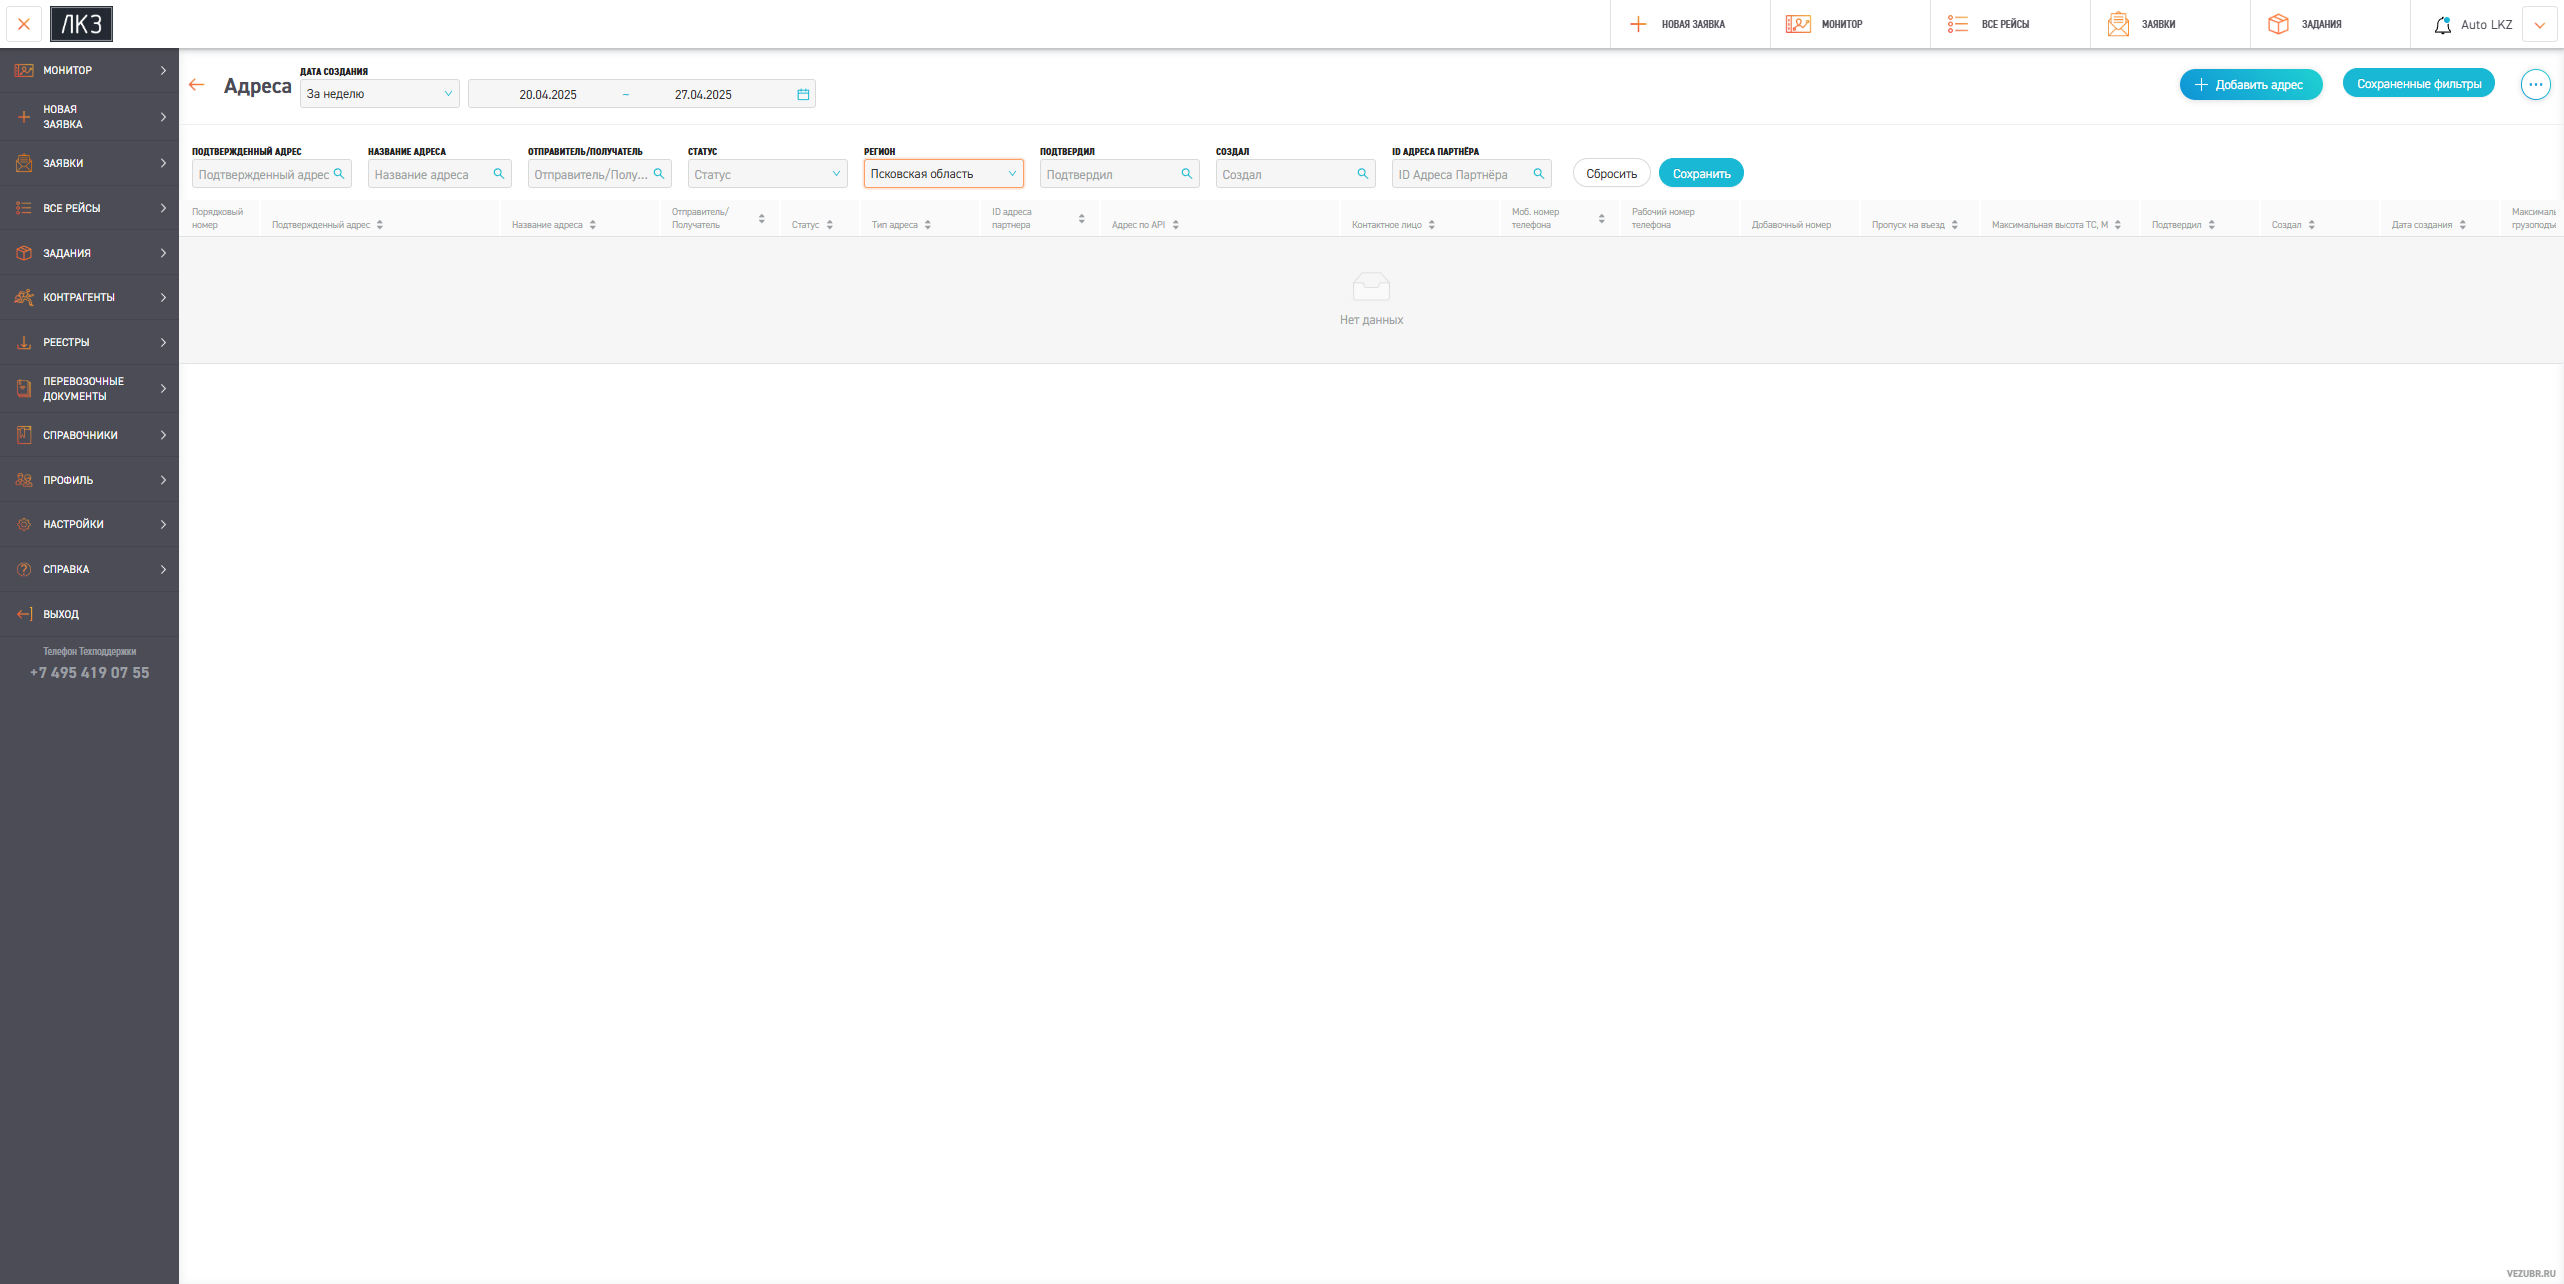 ЛКЗ
НОВАЯ ЗАЯВКА
МОНИТОР
ВСЕ РЕЙСЫ
ЗАЯВКИ
ЗАДАНИЯ
Auto LKZ
МОНИТОР
НОВАЯ
ЗАЯВКА
ЗАЯВКИ
ВСЕ РЕЙСЫ
ЗАДАНИЯ
КОНТРАГЕНТЫ
РЕЕСТРЫ
ПЕРЕВОЗОЧНЫЕ
ДОКУМЕНТЫ
СПРАВОЧНИКИ
ПРОФИЛЬ
НАСТРОЙКИ
СПРАВКА
ВЫХОД
Телефон Техподдержки
+7 495 419 07 55
Адреса
ДАТА СОЗДАНИЯ
За неделю
20.04.2025 ~ 27.04.2025
Добавить адрес
Сохраненные фильтры
ПОДТВЕРЖДЕННЫЙ АДРЕС
Подтвержденный адрес
НАЗВАНИЕ АДРЕСА
Название адреса
ОТПРАВИТЕЛЬ/ПОЛУЧАТЕЛЬ
Отправитель/Полу...
СТАТУС
Статус
РЕГИОН
Псковская область
ПОДТВЕРДИЛ
Подтвердил
СОЗДАЛ
Создал
ID АДРЕСА ПАРТНЁРА
ID Адреса Партнёра
Сбросить
Сохранить
Порядковый
номер
Подтвержденный адрес
Название адреса
Отправитель/
Получатель
Статус
Тип адреса
ID адреса
партнера
Адрес по API
Контактное лицо
Моб. номер
телефона
Рабочий номер
телефона
Добавочный номер
Пропуск на въезд
Максимальная высота ТС, М
Подтвердил
Создал
Дата создания
Максималь
грузоподъ
Нет данных
VEZUBR.RU